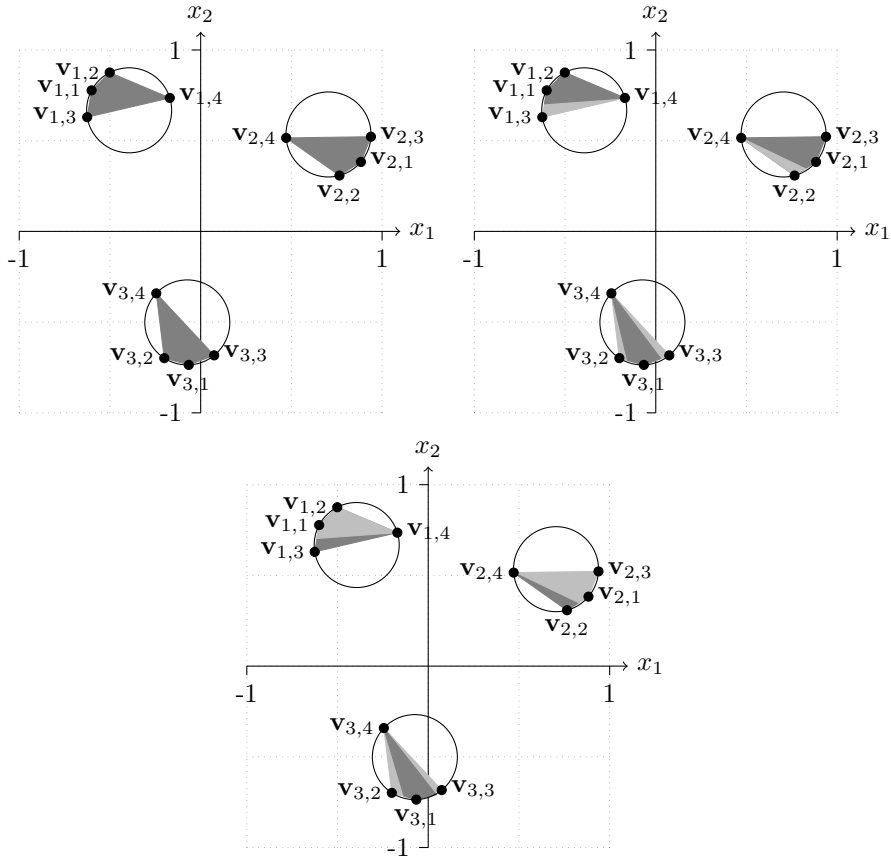 x₂
1
v₁,₂
v₁,₁
v₁,₃
v₁,₄
v₂,₄
v₂,₃
v₂,₁
v₂,₂
x₁
-1
1
v₃,₄
v₃,₂
v₃,₃
v₃,₁
-1
x₂
1
v₁,₂
v₁,₁
v₁,₃
v₁,₄
v₂,₄
v₂,₃
v₂,₁
v₂,₂
x₁
-1
1
v₃,₄
v₃,₂
v₃,₃
v₃,₁
-1
x₂
1
v₁,₂
v₁,₁
v₁,₃
v₁,₄
v₂,₄
v₂,₃
v₂,₁
v₂,₂
x₁
-1
1
v₃,₄
v₃,₂
v₃,₃
v₃,₁
-1